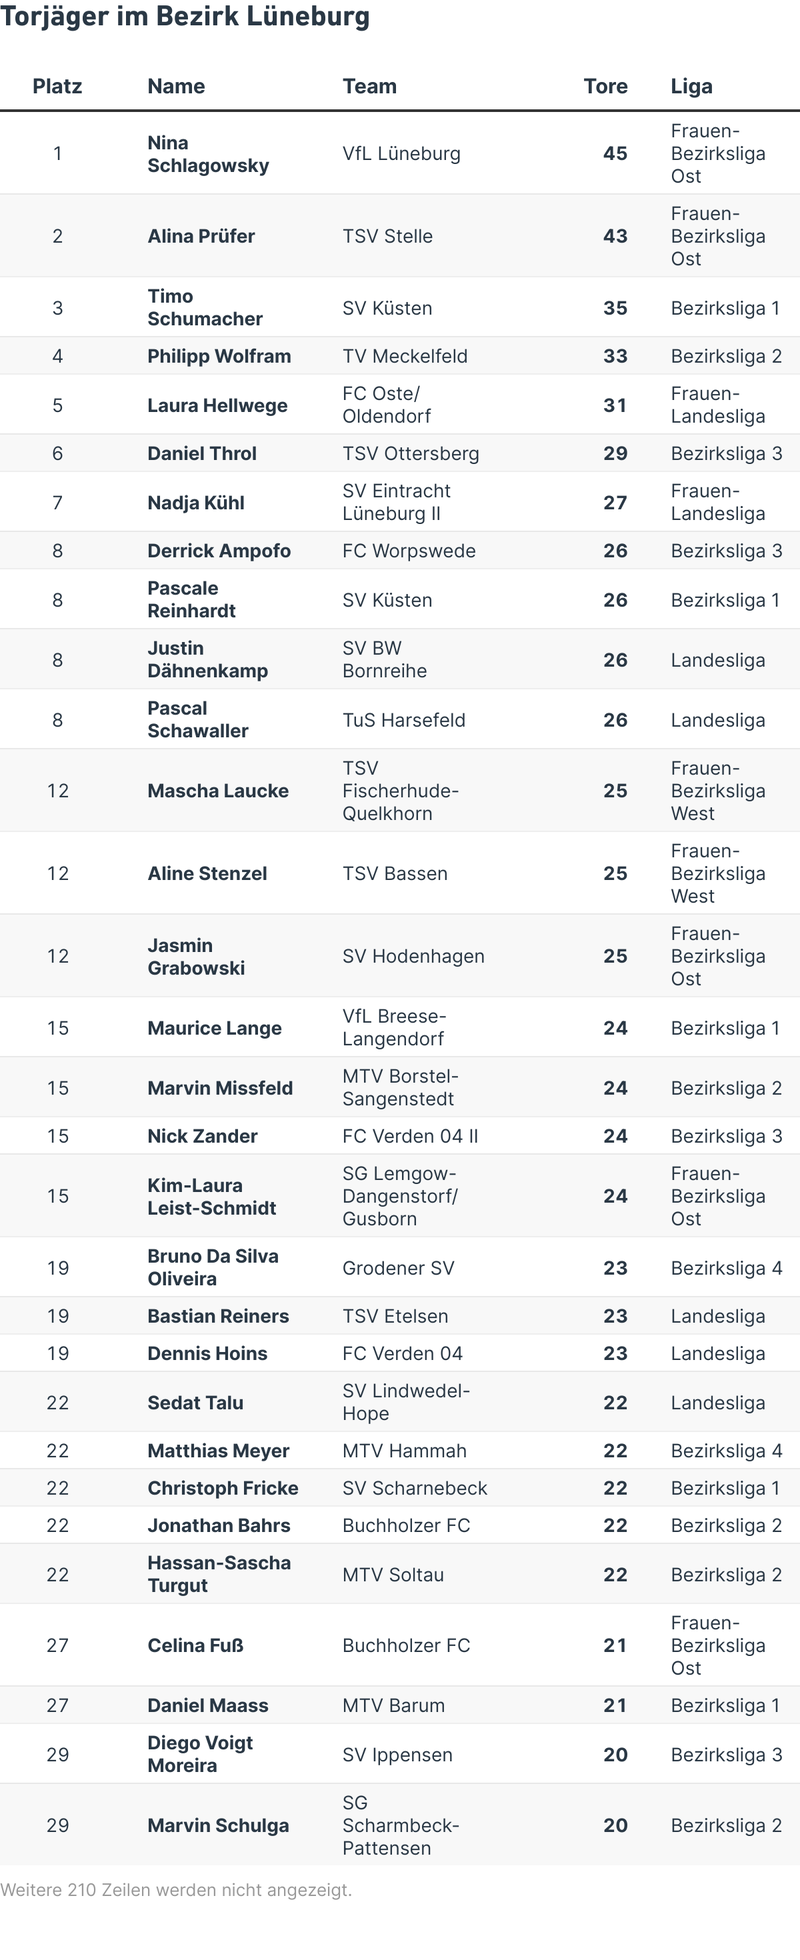 Torjäger im Bezirk Lüneburg
Platz Name Team Tore Liga
1 Nina Schlagowsky VfL Lüneburg 45 Frauen-Bezirksliga Ost
2 Alina Prüfer TSV Stelle 43 Frauen-Bezirksliga Ost
3 Timo Schumacher SV Küsten 35 Bezirksliga 1
4 Philipp Wolfram TV Meckelfeld 33 Bezirksliga 2
5 Laura Hellwege FC Oste/Oldendorf 31 Frauen-Landesliga
6 Daniel Throl TSV Ottersberg 29 Bezirksliga 3
7 Nadja Kühl SV Eintracht Lüneburg II 27 Frauen-Landesliga
8 Derrick Ampofo FC Worpswede 26 Bezirksliga 3
8 Pascale Reinhardt SV Küsten 26 Bezirksliga 1
8 Justin Dähnenkamp SV BW Bornreihe 26 Landesliga
8 Pascal Schawaller TuS Harsefeld 26 Landesliga
12 Mascha Laucke TSV Fischerhude-Quelkhorn 25 Frauen-Bezirksliga West
12 Aline Stenzel TSV Bassen 25 Frauen-Bezirksliga West
12 Jasmin Grabowski SV Hodenhagen 25 Frauen-Bezirksliga Ost
15 Maurice Lange VfL Breese-Langendorf 24 Bezirksliga 1
15 Marvin Missfeld MTV Borstel-Sangenstedt 24 Bezirksliga 2
15 Nick Zander FC Verden 04 II 24 Bezirksliga 3
15 Kim-Laura Leist-Schmidt SG Lemgow-Dangenstorf/Gusborn 24 Frauen-Bezirksliga Ost
19 Bruno Da Silva Oliveira Grodener SV 23 Bezirksliga 4
19 Bastian Reiners TSV Etelsen 23 Landesliga
19 Dennis Hoins FC Verden 04 23 Landesliga
22 Sedat Talu SV Lindwedel-Hope 22 Landesliga
22 Matthias Meyer MTV Hammah 22 Bezirksliga 4
22 Christoph Fricke SV Scharnebeck 22 Bezirksliga 1
22 Jonathan Bahrs Buchholzer FC 22 Bezirksliga 2
22 Hassan-Sascha Turgut MTV Soltau 22 Bezirksliga 2
27 Celina Fuß Buchholzer FC 21 Frauen-Bezirksliga Ost
27 Daniel Maass MTV Barum 21 Bezirksliga 1
29 Diego Voigt Moreira SV Ippensen 20 Bezirksliga 3
29 Marvin Schulga SG Scharmbeck-Pattensen 20 Bezirksliga 2
Weitere 210 Zeilen werden nicht angezeigt.